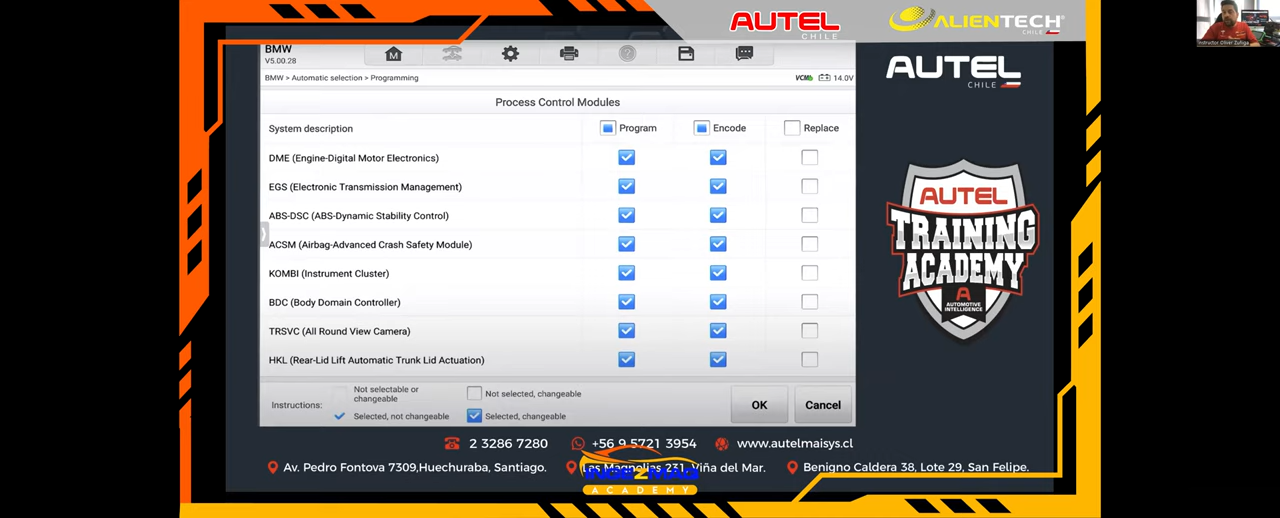 AUTEL
CHILE
ALIENTECH
CHILE
Instructor Oliver Zuñiga
BMW
V5.00.28
M
BMW > Automatic selection > Programming
VCMI
14.0V
AUTEL
CHILE
Process Control Modules
System description
Program
Encode
Replace
DME (Engine-Digital Motor Electronics)
EGS (Electronic Transmission Management)
ABS-DSC (ABS-Dynamic Stability Control)
ACSM (Airbag-Advanced Crash Safety Module)
KOMBI (Instrument Cluster)
BDC (Body Domain Controller)
TRSVC (All Round View Camera)
HKL (Rear-Lid Lift Automatic Trunk Lid Actuation)
AUTEL
TRAINING
ACADEMY
A
AUTOMOTIVE
INTELLIGENCE
Instructions:
Not selectable or
changeable
Not selected, changeable
Selected, not changeable
Selected, changeable
OK
Cancel
2 3286 7280
+56 9 5721 3954
www.autelmaisys.cl
Av. Pedro Fontova 7309,Huechuraba, Santiago.
Las Magnolias 231, Viña del Mar.
Benigno Caldera 38, Lote 29, San Felipe.
ACADEMY